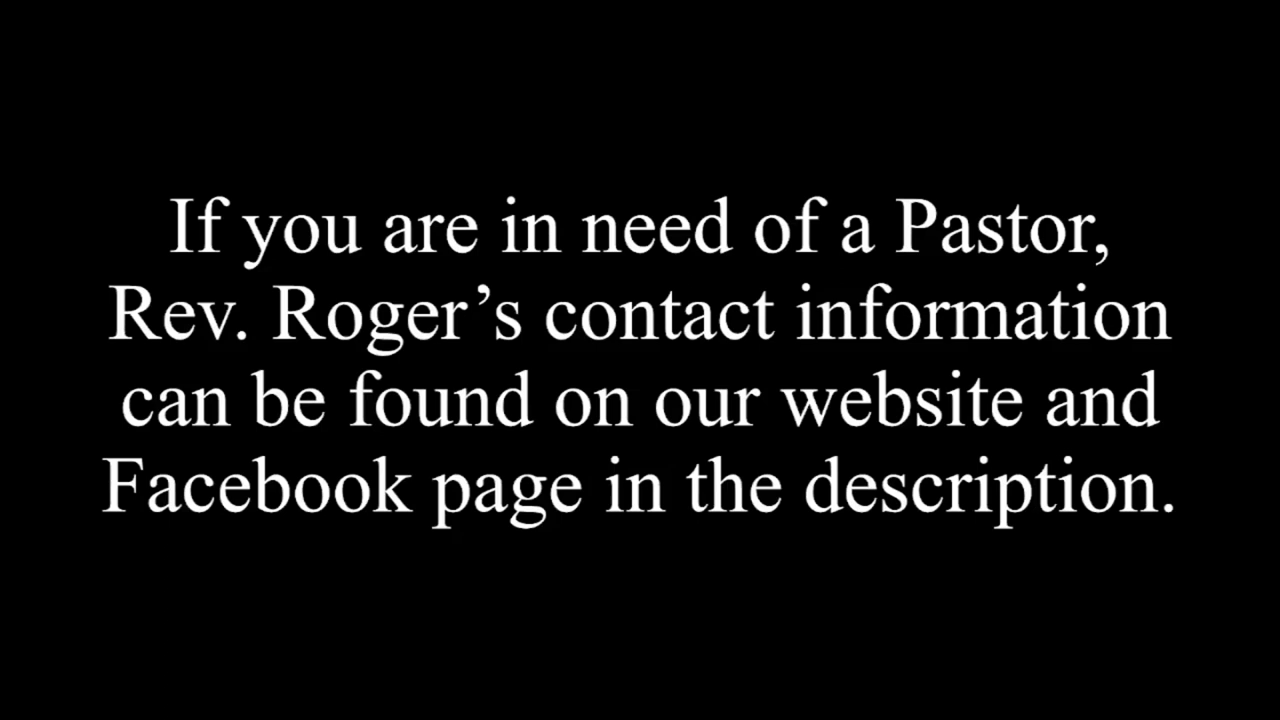 If you are in need of a Pastor,
Rev. Roger’s contact information
can be found on our website and
Facebook page in the description.